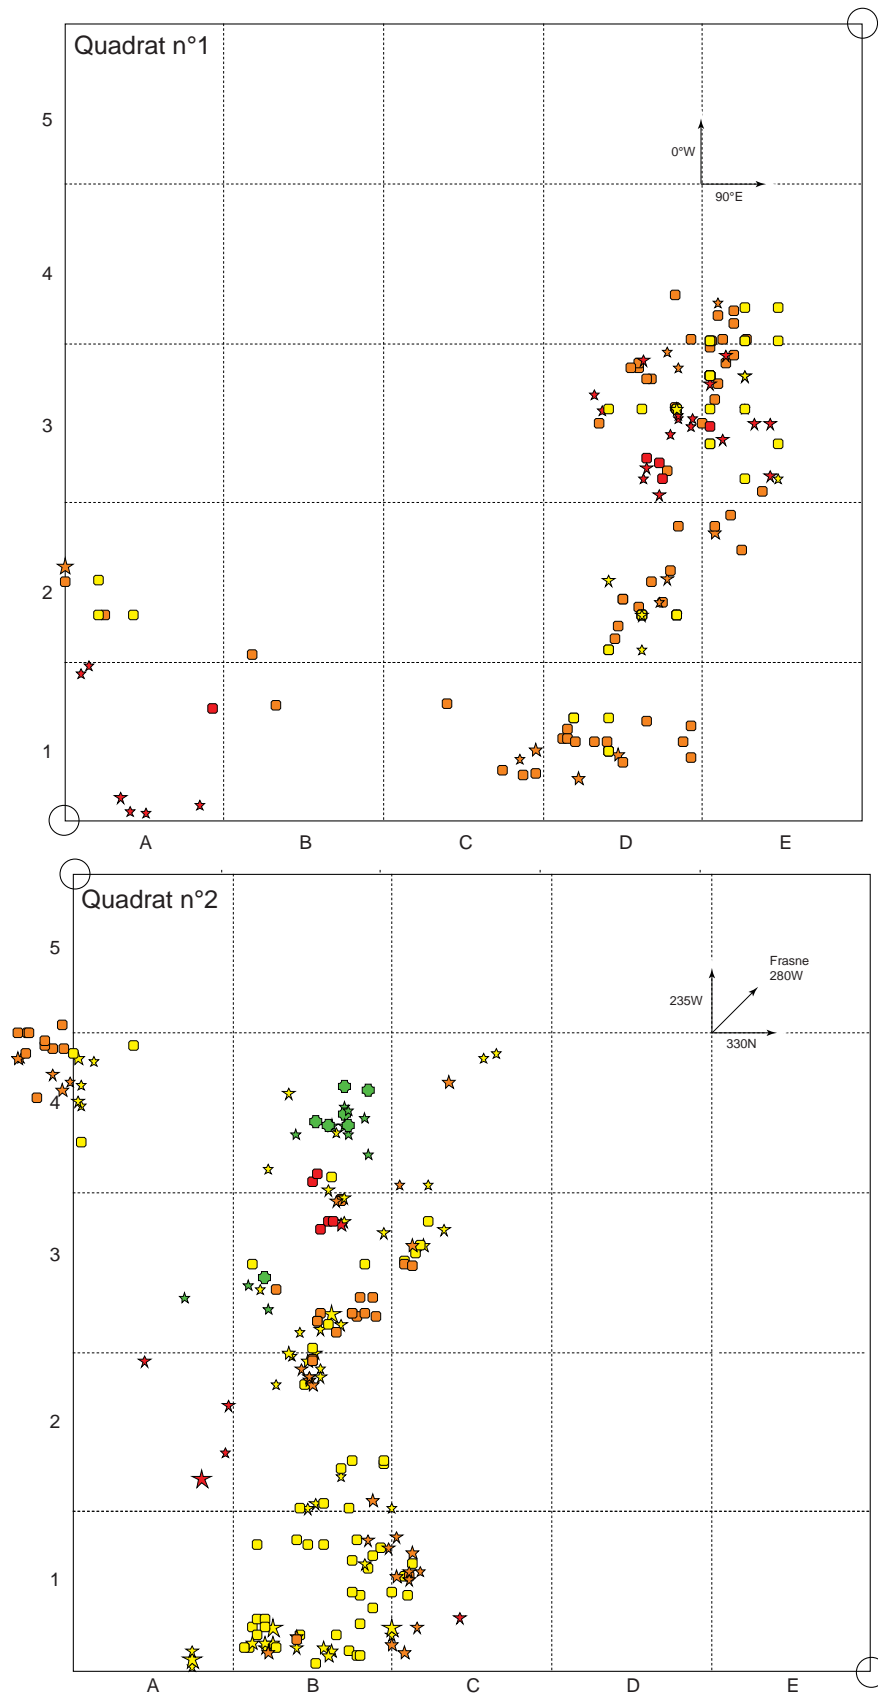 Quadrat n°1
5
0°W
90°E
4
3
2
1
A B C D E
Quadrat n°2
5
Frasne
280W
235W
330N
4
3
2
1
A B C D E